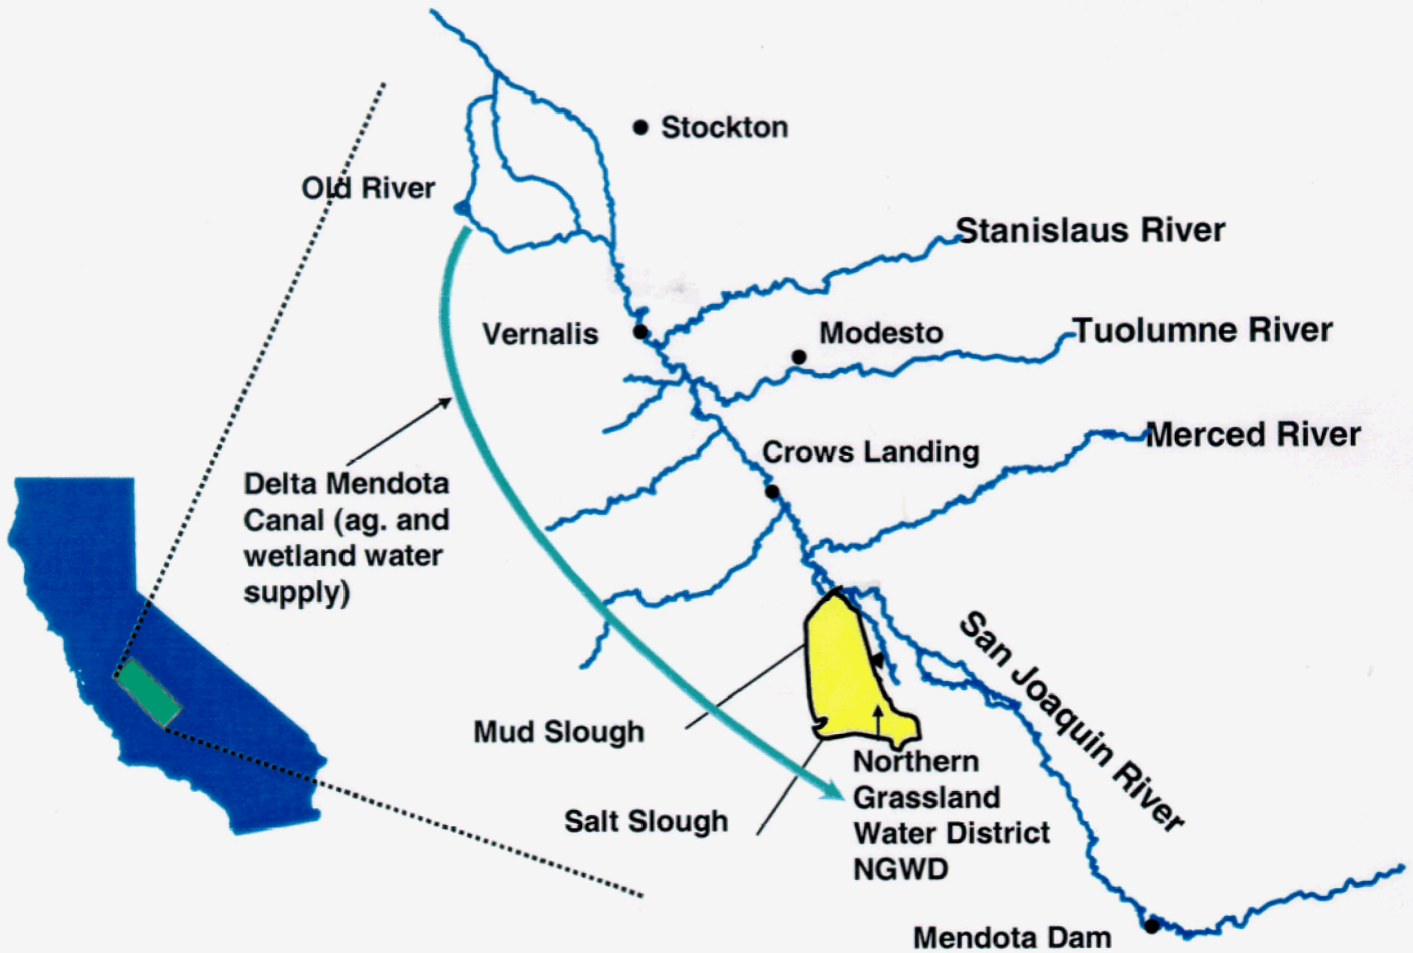 Stockton
Old River
Stanislaus River
Vernalis
Modesto
Tuolumne River
Crows Landing
Merced River
Delta Mendota
Canal (ag. and
wetland water
supply)
San Joaquin River
Mud Slough
Salt Slough
Northern
Grassland
Water District
NGWD
Mendota Dam